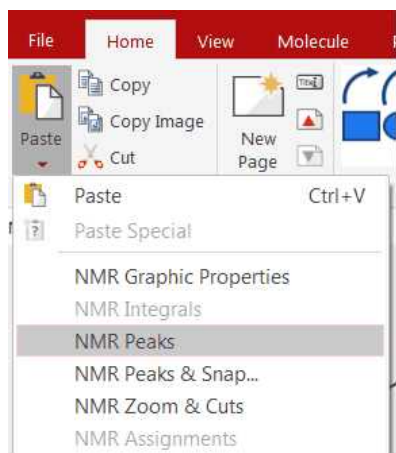 File Home View Molecule
Copy
Copy Image
Cut
Paste
New
Page
Title
Paste Ctrl+V
Paste Special
NMR Graphic Properties
NMR Integrals
NMR Peaks
NMR Peaks & Snap...
NMR Zoom & Cuts
NMR Assignments